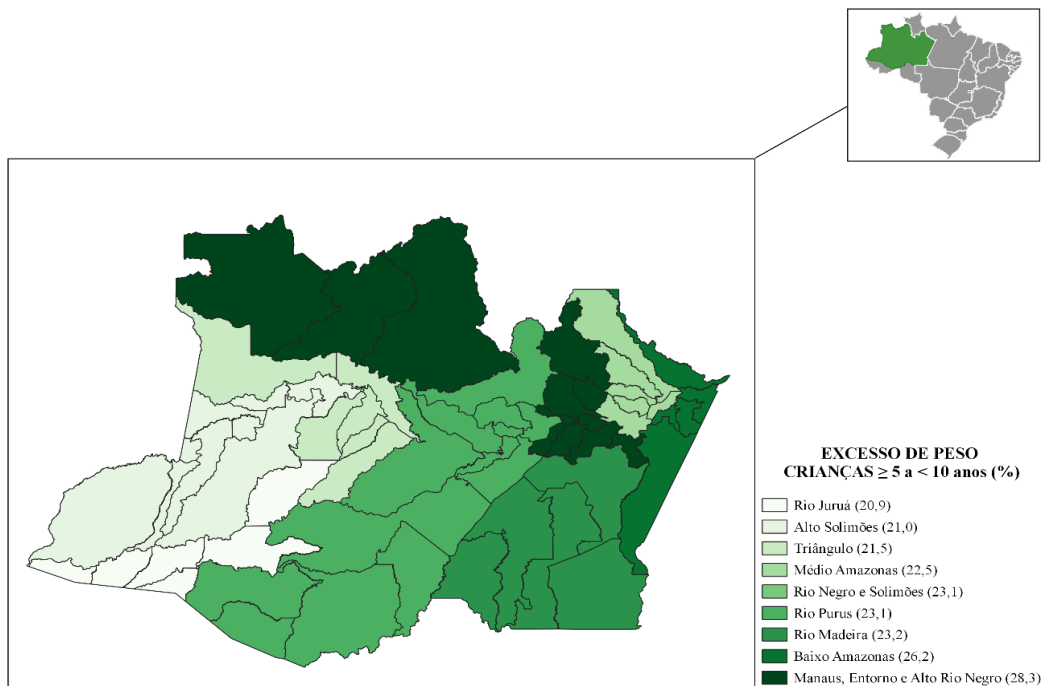 EXCESSO DE PESO
CRIANÇAS ≥ 5 a < 10 anos (%)
Rio Juruá (20,9)
Alto Solimões (21,0)
Triângulo (21,5)
Médio Amazonas (22,5)
Rio Negro e Solimões (23,1)
Rio Purus (23,1)
Rio Madeira (23,2)
Baixo Amazonas (26,2)
Manaus, Entorno e Alto Rio Negro (28,3)